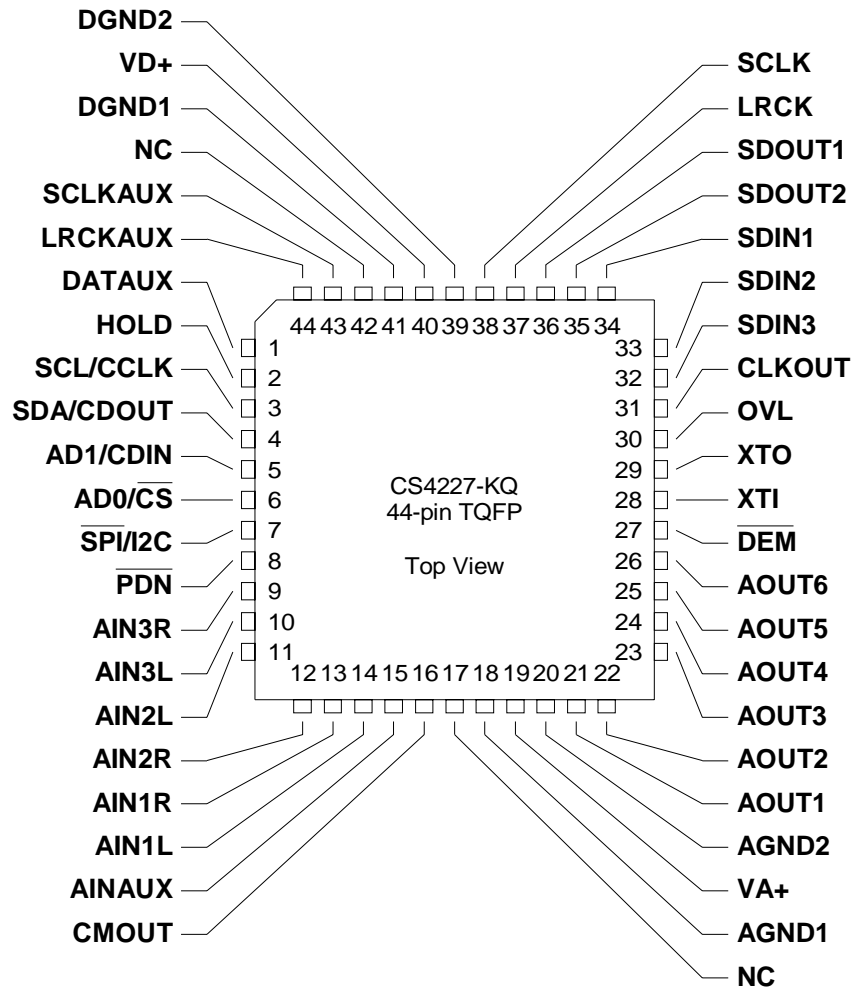 DGND2
VD+
DGND1
NC
SCLKAUX
LRCKAUX
DATAUX
HOLD
SCL/CCLK
SDA/CDOUT
AD1/CDIN
AD0/C̅S̅
S̅P̅I̅/I2C
P̅D̅N̅
AIN3R
AIN3L
AIN2L
AIN2R
AIN1R
AIN1L
AINAUX
CMOUT
SCLK
LRCK
SDOUT1
SDOUT2
SDIN1
SDIN2
SDIN3
CLKOUT
OVL
XTO
XTI
D̅E̅M̅
AOUT6
AOUT5
AOUT4
AOUT3
AOUT2
AOUT1
AGND2
VA+
AGND1
NC
44 43 42 41 40 39 38 37 36 35 34
1
2
3
4
5
6
7
8
9
10
11
33
32
31
30
29
28
27
26
25
24
23
CS4227-KQ
44-pin TQFP
Top View
12 13 14 15 16 17 18 19 20 21 22